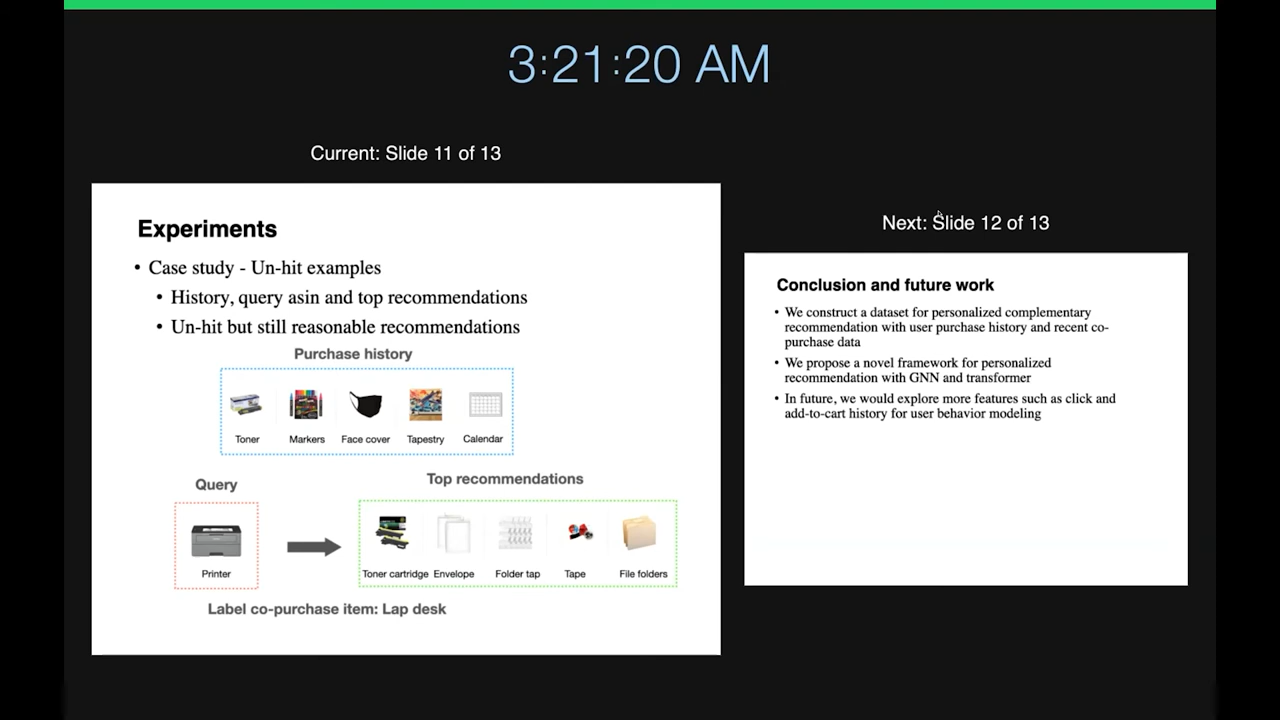 3:21:20 AM
Current: Slide 11 of 13
Experiments
• Case study - Un-hit examples
• History, query asin and top recommendations
• Un-hit but still reasonable recommendations
Purchase history
Toner Markers Face cover Tapestry Calendar
Query
Top recommendations
Printer
Toner cartridge Envelope Folder tap Tape File folders
Label co-purchase item: Lap desk
Next: Slide 12 of 13
Conclusion and future work
• We construct a dataset for personalized complementary
recommendation with user purchase history and recent co-
purchase data
• We propose a novel framework for personalized
recommendation with GNN and transformer
• In future, we would explore more features such as click and
add-to-cart history for user behavior modeling